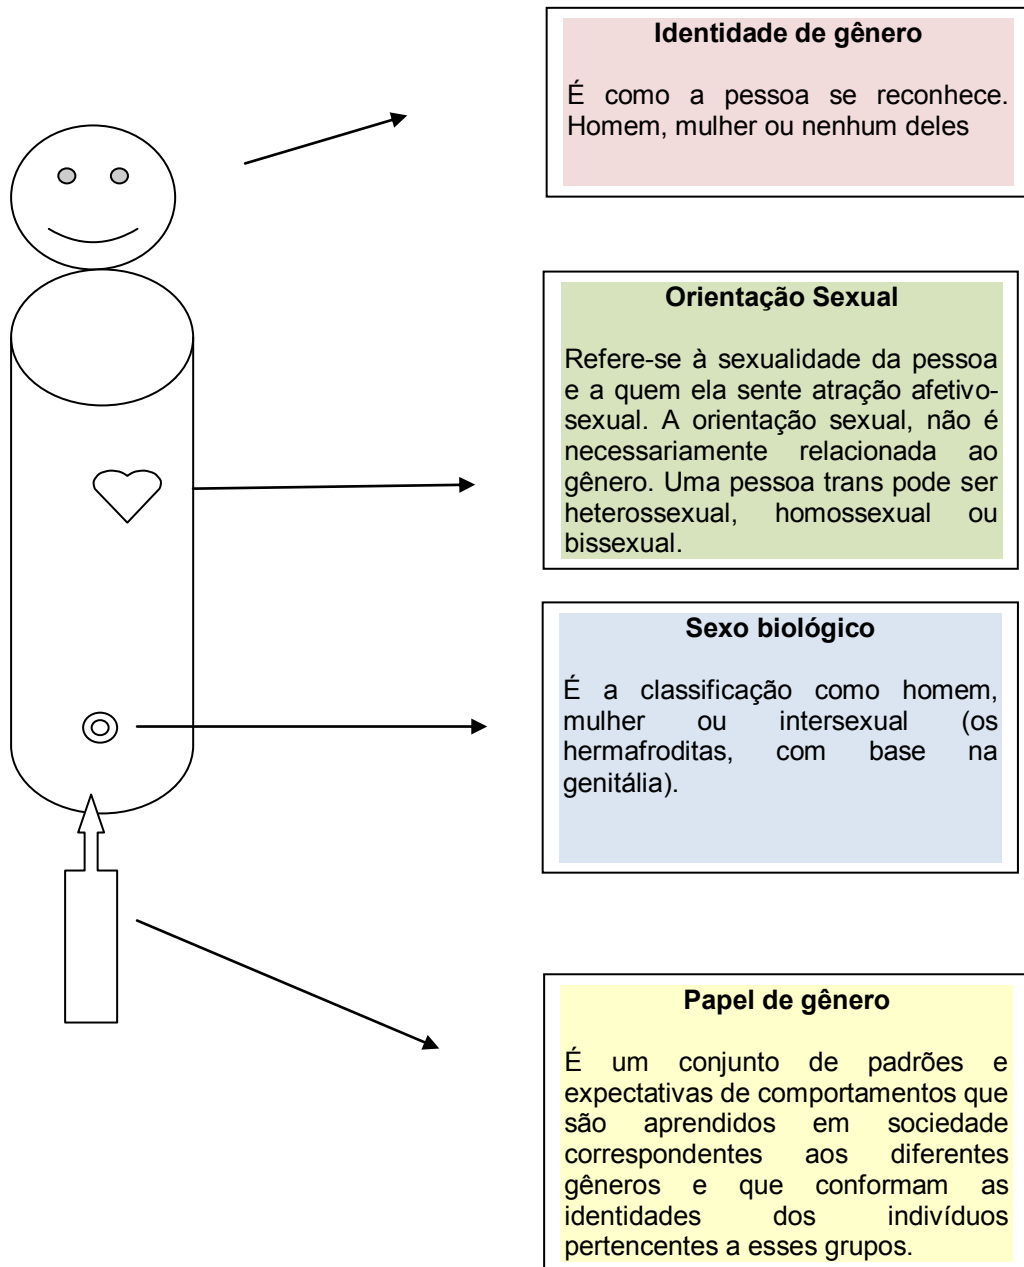 Identidade de gênero
É como a pessoa se reconhece.
Homem, mulher ou nenhum deles
Orientação Sexual
Refere-se à sexualidade da pessoa
e a quem ela sente atração afetivo-
sexual. A orientação sexual, não é
necessariamente relacionada ao
gênero. Uma pessoa trans pode ser
heterossexual, homossexual ou
bissexual.
Sexo biológico
É a classificação como homem,
mulher ou intersexual (os
hermafroditas, com base na
genitália).
Papel de gênero
É um conjunto de padrões e
expectativas de comportamentos que
são aprendidos em sociedade
correspondentes aos diferentes
gêneros e que conformam as
identidades dos indivíduos
pertencentes a esses grupos.